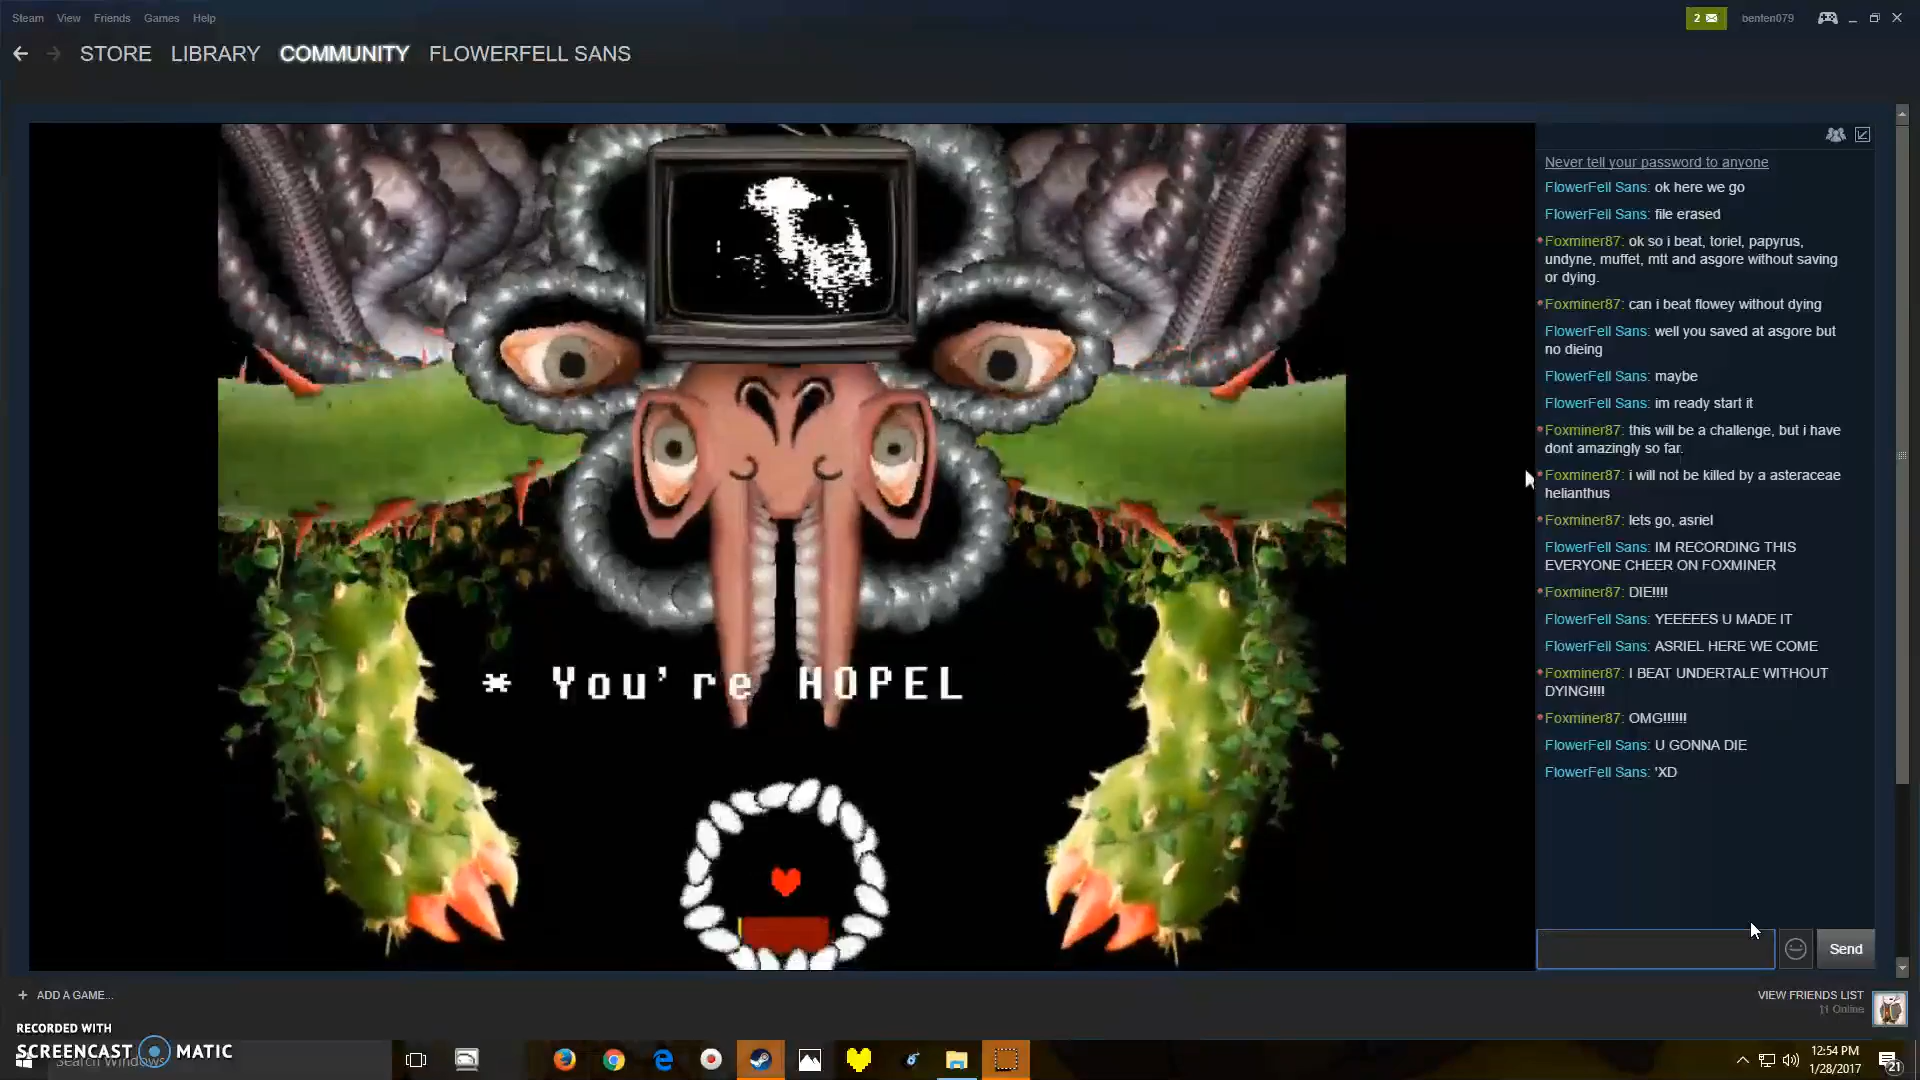 Steam View Friends Games Help
2
benten079
STORE LIBRARY COMMUNITY FLOWERFELL SANS
Never tell your password to anyone
FlowerFell Sans: ok here we go
FlowerFell Sans: file erased
Foxminer87: ok so i beat, toriel, papyrus,
undyne, muffet, mtt and asgore without saving
or dying.
Foxminer87: can i beat flowey without dying
FlowerFell Sans: well you saved at asgore but
no dieing
FlowerFell Sans: maybe
FlowerFell Sans: im ready start it
Foxminer87: this will be a challenge, but i have
dont amazingly so far.
Foxminer87: i will not be killed by a asteraceae
helianthus
Foxminer87: lets go, asriel
FlowerFell Sans: IM RECORDING THIS
EVERYONE CHEER ON FOXMINER
Foxminer87: DIE!!!!
FlowerFell Sans: YEEEEES U MADE IT
FlowerFell Sans: ASRIEL HERE WE COME
Foxminer87: I BEAT UNDERTALE WITHOUT
DYING!!!!
Foxminer87: OMG!!!!!!
FlowerFell Sans: U GONNA DIE
FlowerFell Sans: 'XD
* You're HOPEL
Send
+ ADD A GAME...
VIEW FRIENDS LIST
11 Online
RECORDED WITH
SCREENCAST MATIC
Search Windows
12:54 PM
1/28/2017
21